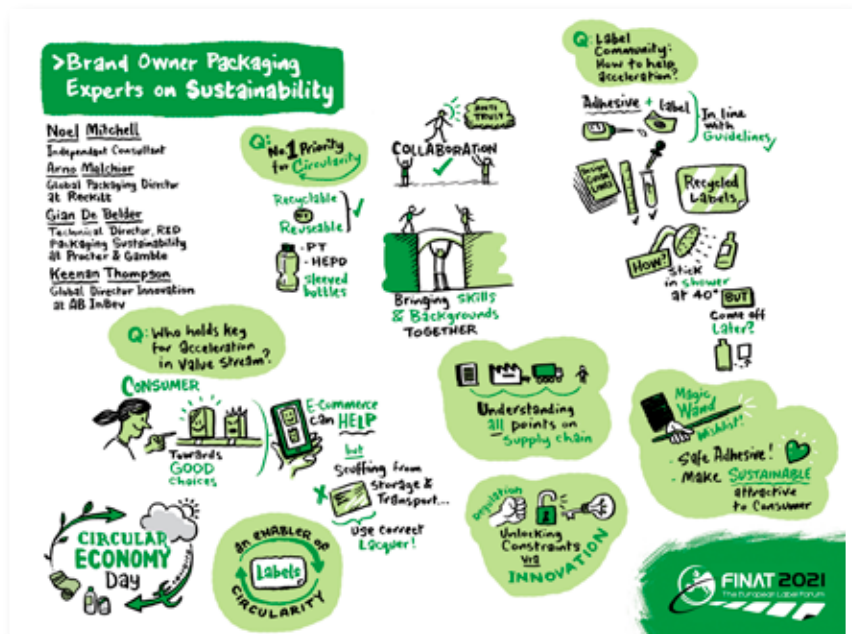 >Brand Owner Packaging
Experts on Sustainability
Noel Mitchell
Independent Consultant
Arno Melchior
Global Packaging Director
at Reckitt
Gian De Belder
Technical Director, R&D
Packaging Sustainability
at Procter & Gamble
Keenan Thompson
Global Director Innovation
at AB InBev
Q: No.1 Priority
for Circularity
Recyclable
Reuseable
- PT
- HEPD
sleeved
bottles
ANTI
TRUST
COLLABORATION
Bringing Skills
& Backgrounds
TOGETHER
Q: Label
Community:
How to help
acceleration?
Adhesive + Label
In line
with
Guidelines
Design
Guide
Lines
Recycled
Labels
How?
Stick
in shower
at 40°
BUT
Come off
Later?
Q: Who holds key
for acceleration
in value stream?
CONSUMER
Towards
GOOD
choices
E-Commerce
can HELP
but
Scuffing from
Storage &
Transport...
Use correct
Lacquer!
Understanding
all points on
Supply chain
Magic
Wand
Wishlist!
- Safe Adhesive!
- Make SUSTAINABLE
attractive
to Consumer
CIRCULAR
ECONOMY
Day
AN ENABLER OF
Labels
CIRCULARITY
Regulation
Unlocking
Constraints
via
INNOVATION
FINAT 2021
The European Label Forum